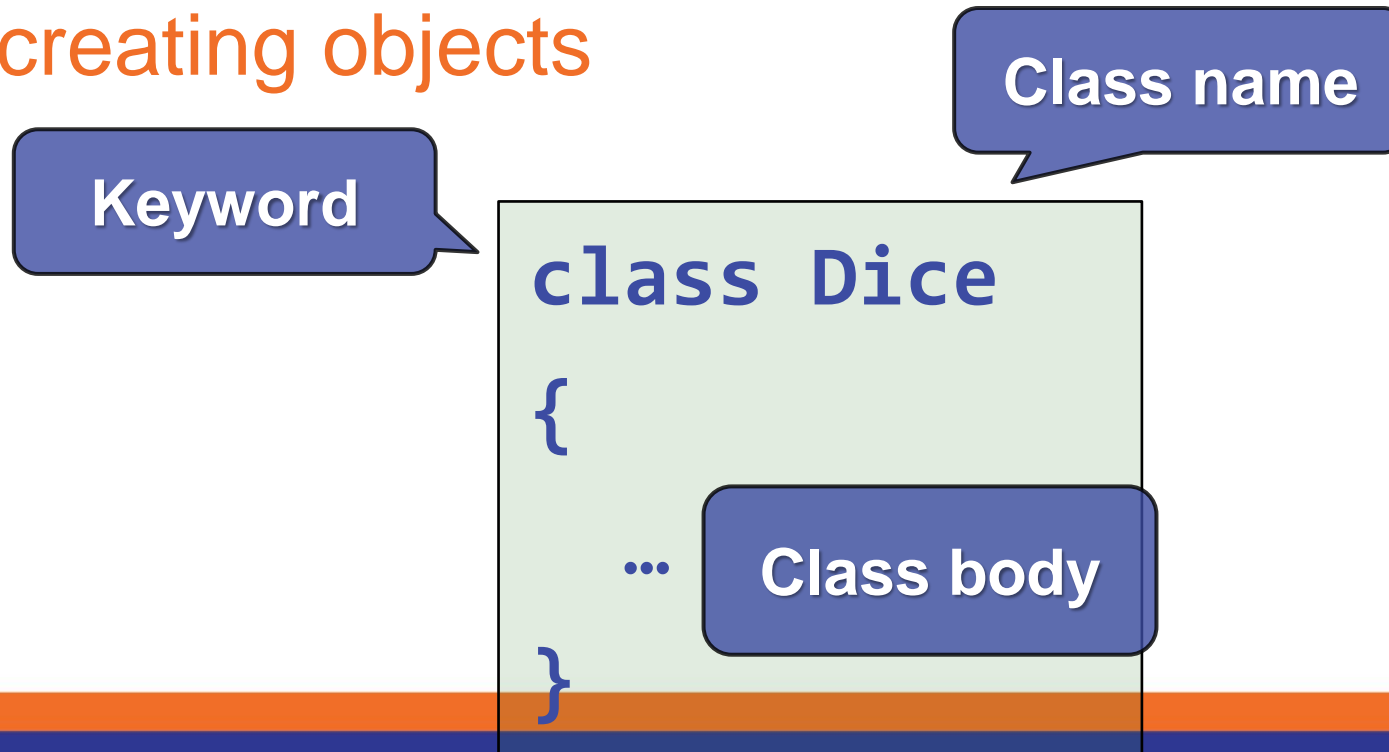 creating objects
Class name
Keyword
class Dice
{
… Class body
}